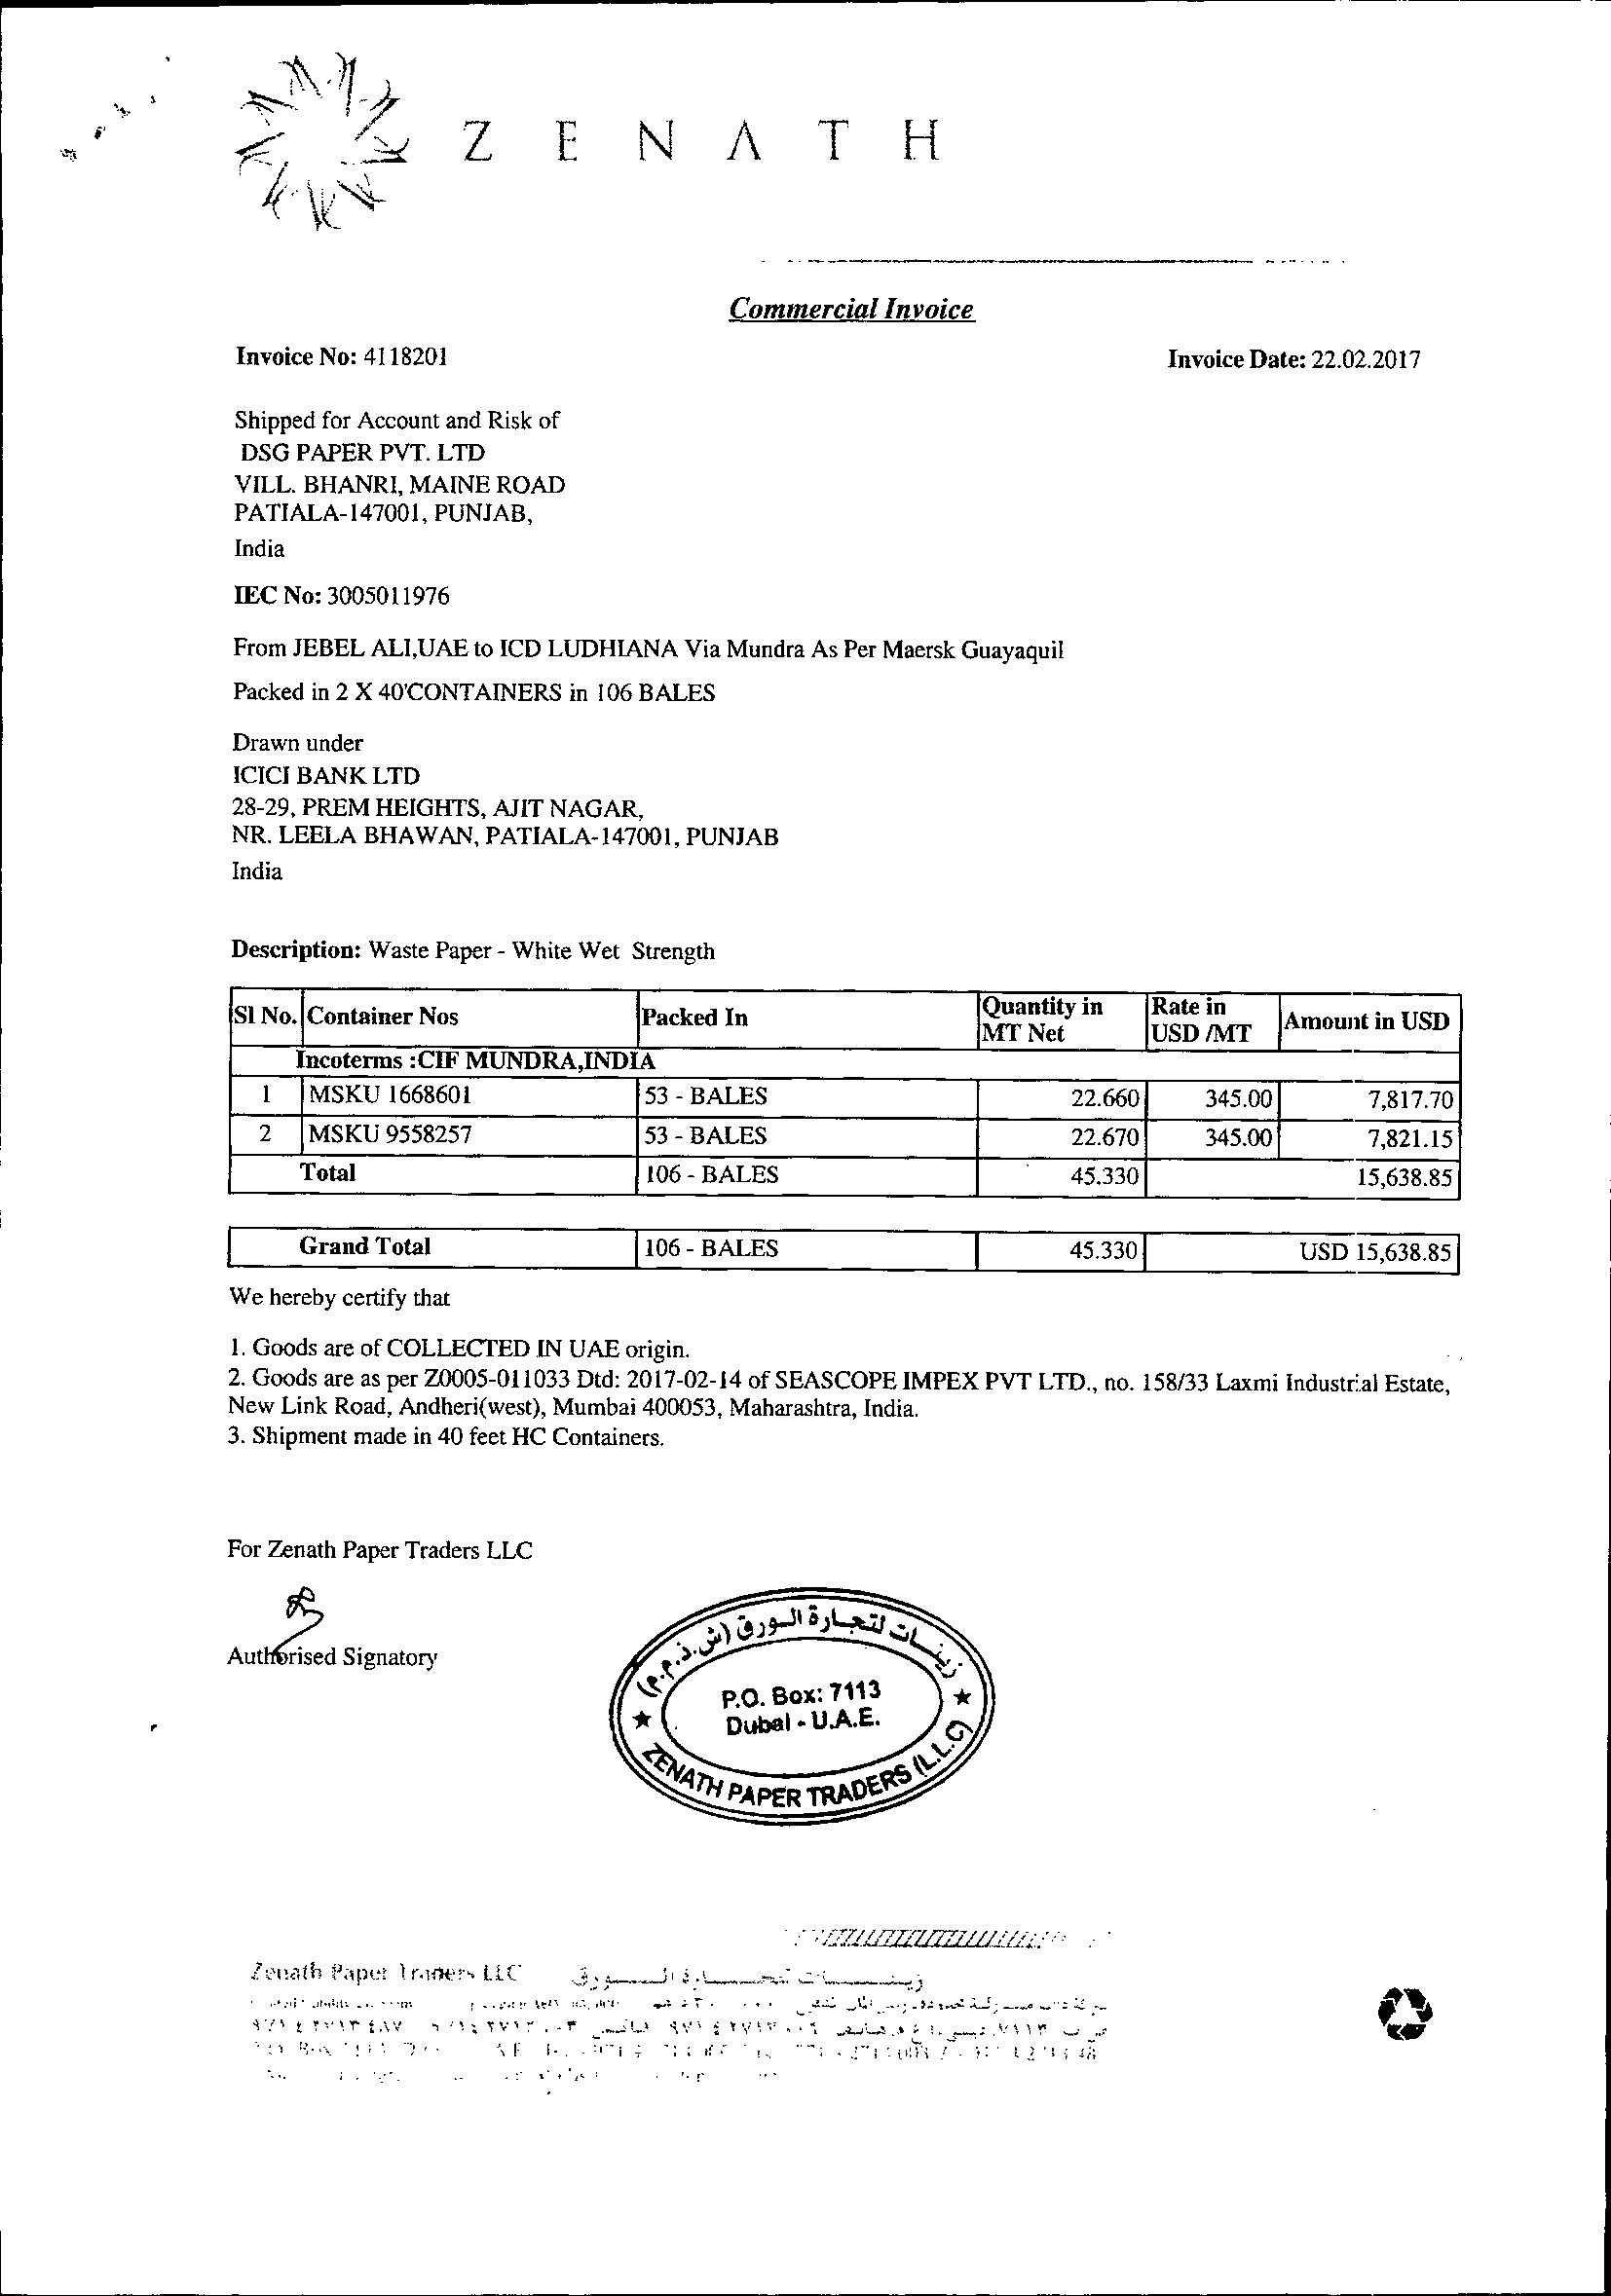 ZENATH
Commercial Invoice
Invoice No: 4118201
Invoice Date: 22.02.2017
Shipped for Account and Risk of
DSG PAPER PVT. LTD
VILL. BHANRI, MAINE ROAD
PATIALA-147001, PUNJAB,
India
IEC No: 3005011976
From JEBEL ALI,UAE to ICD LUDHIANA Via Mundra As Per Maersk Guayaquil
Packed in 2 X 40'CONTAINERS in 106 BALES
Drawn under
ICICI BANK LTD
28-29, PREM HEIGHTS, AJIT NAGAR,
NR. LEELA BHAWAN, PATIALA-147001, PUNJAB
India
Description: Waste Paper - White Wet Strength
Sl No. Container Nos Packed In Quantity in MT Net Rate in USD /MT Amount in USD
Incoterms :CIF MUNDRA,INDIA
1 MSKU 1668601 53 - BALES 22.660 345.00 7,817.70
2 MSKU 9558257 53 - BALES 22.670 345.00 7,821.15
Total 106 - BALES 45.330 15,638.85
Grand Total 106 - BALES 45.330 USD 15,638.85
We hereby certify that
1. Goods are of COLLECTED IN UAE origin.
2. Goods are as per Z0005-011033 Dtd: 2017-02-14 of SEASCOPE IMPEX PVT LTD., no. 158/33 Laxmi Industrial Estate,
New Link Road, Andheri(west), Mumbai 400053, Maharashtra, India.
3. Shipment made in 40 feet HC Containers.
For Zenath Paper Traders LLC
Authorised Signatory
زينات لتجارة الورق (ش.ذ.م.م)
P.O. Box: 7113
Dubai - U.A.E.
ZENATH PAPER TRADERS (L.L.C)
Zenath Paper Traders LLC زينات لتجارة الورق